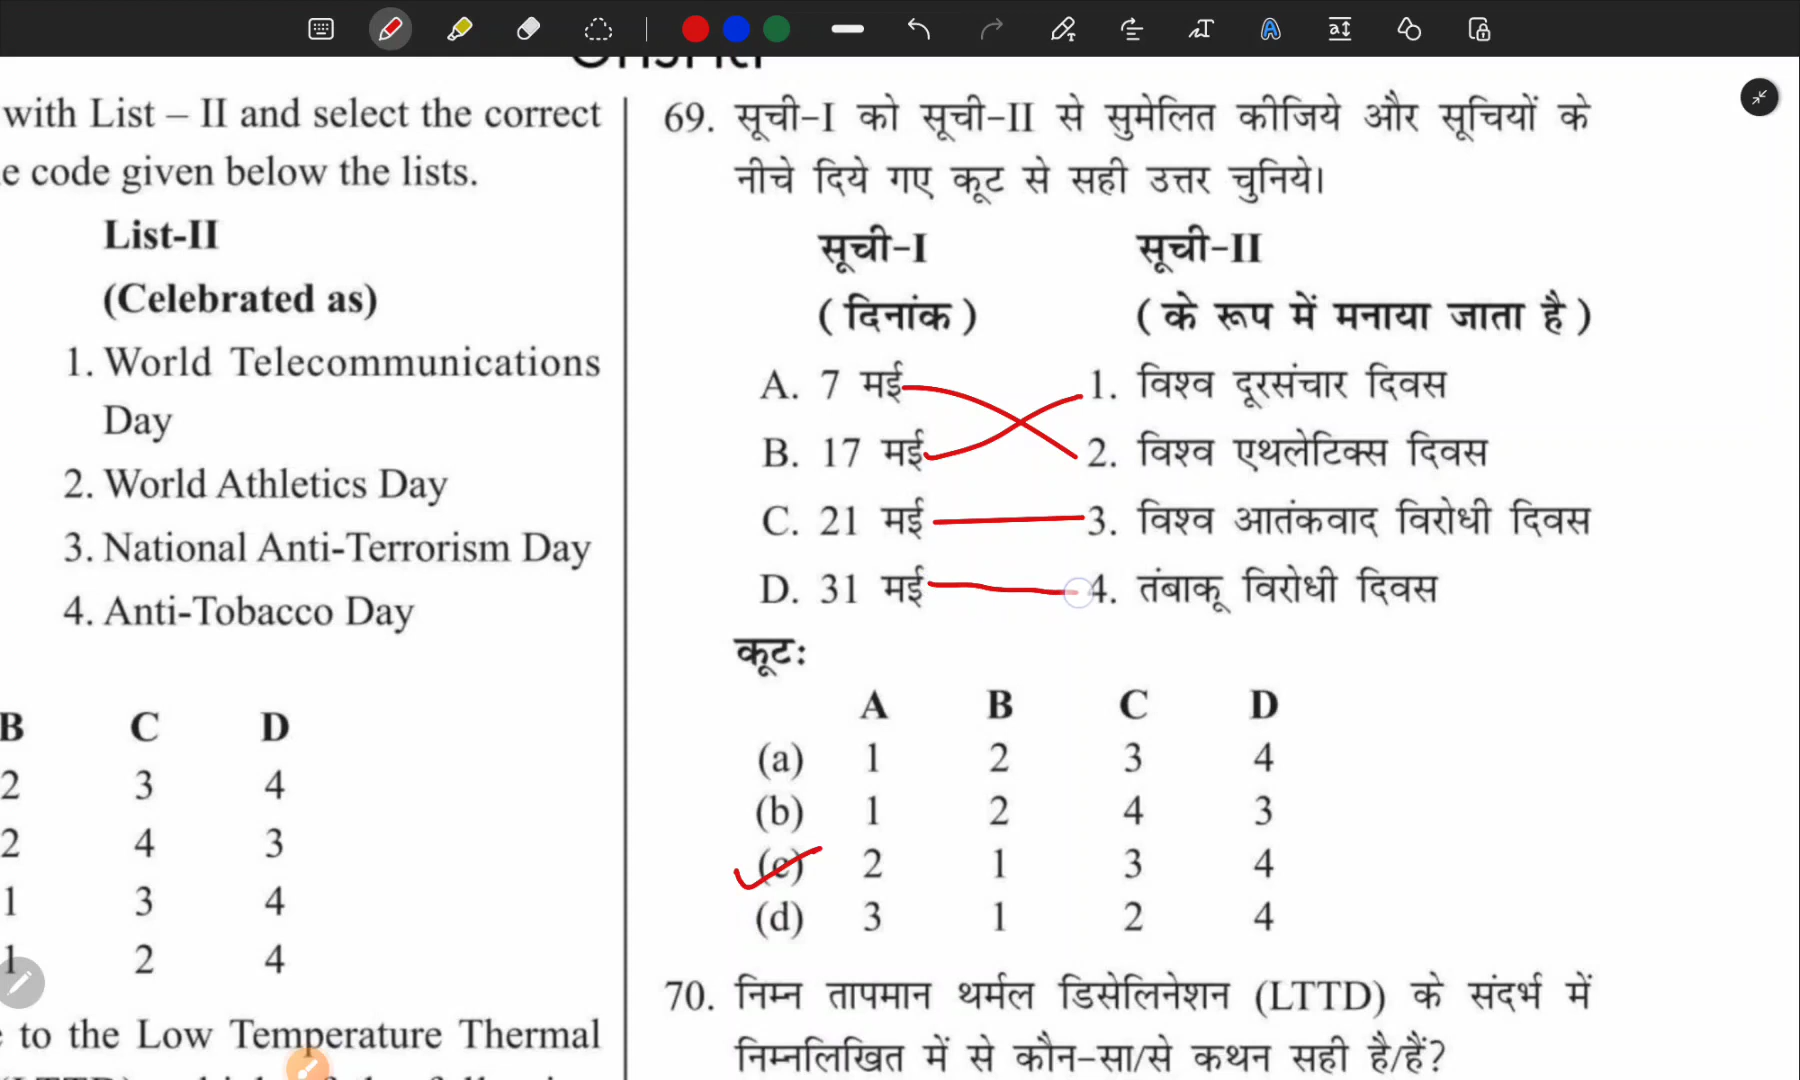 with List – II and select the correct
e code given below the lists.
List-II
(Celebrated as)
1. World Telecommunications
Day
2. World Athletics Day
3. National Anti-Terrorism Day
4. Anti-Tobacco Day
B C D
2 3 4
2 4 3
1 3 4
1 2 4
to the Low Temperature Thermal
69. सूची-I को सूची-II से सुमेलित कीजिये और सूचियों के
नीचे दिये गए कूट से सही उत्तर चुनिये।
सूची-I सूची-II
(दिनांक) (के रूप में मनाया जाता है)
A. 7 मई 1. विश्व दूरसंचार दिवस
B. 17 मई 2. विश्व एथलेटिक्स दिवस
C. 21 मई 3. विश्व आतंकवाद विरोधी दिवस
D. 31 मई 4. तंबाकू विरोधी दिवस
कूटः
A B C D
(a) 1 2 3 4
(b) 1 2 4 3
(c) 2 1 3 4
(d) 3 1 2 4
70. निम्न तापमान थर्मल डिसेलिनेशन (LTTD) के संदर्भ में
निम्नलिखित में से कौन-सा/से कथन सही है/हैं?